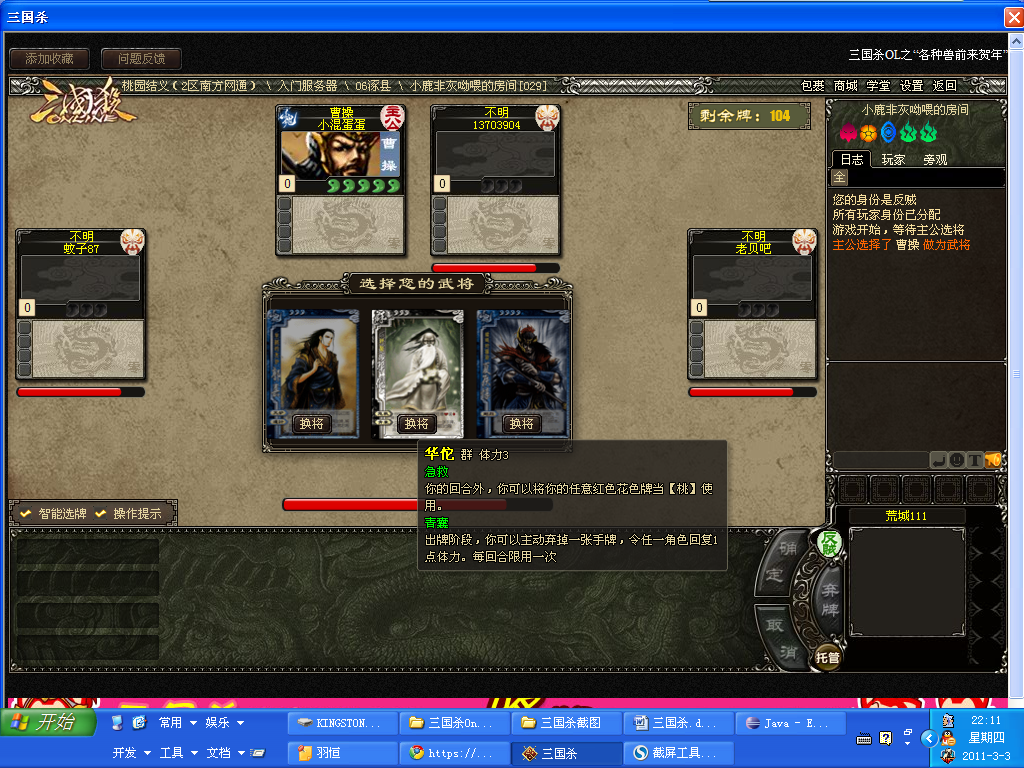 三国杀
添加收藏
问题反馈
三国杀OL之“各种兽前来贺年”
三国杀
桃园结义(2区南方网通) \ 入门服务器 \ 06涿县 \ 小鹿非灰呦喂的房间[029]
包裹 商城 学堂 设置 返回
曹操
小混蛋蛋
主公
曹操
0
不明
13703904
0
剩余牌：104
小鹿非灰呦喂的房间
日志 玩家 旁观
全
您的身份是反贼
所有玩家身份已分配
游戏开始，等待主公选将
主公选择了 曹操 做为武将
不明
蚊子87
0
不明
老贝吧
0
选择您的武将
换将
换将
换将
华佗 群 体力3
急救
你的回合外，你可以将你的任意红色花色牌当【桃】使
用。
青囊
出牌阶段，你可以主动弃掉一张手牌，令任一角色回复1
点体力。每回合限用一次
智能选牌 操作提示
荒城111
反贼
确定
弃牌
取消
托管
开始
常用
娱乐
KINGSTON...
三国杀On...
三国杀截图
三国杀.d...
Java - E...
22:11
星期四
2011-3-3
开发
工具
文档
羽恒
https://...
三国杀
截屏工具...